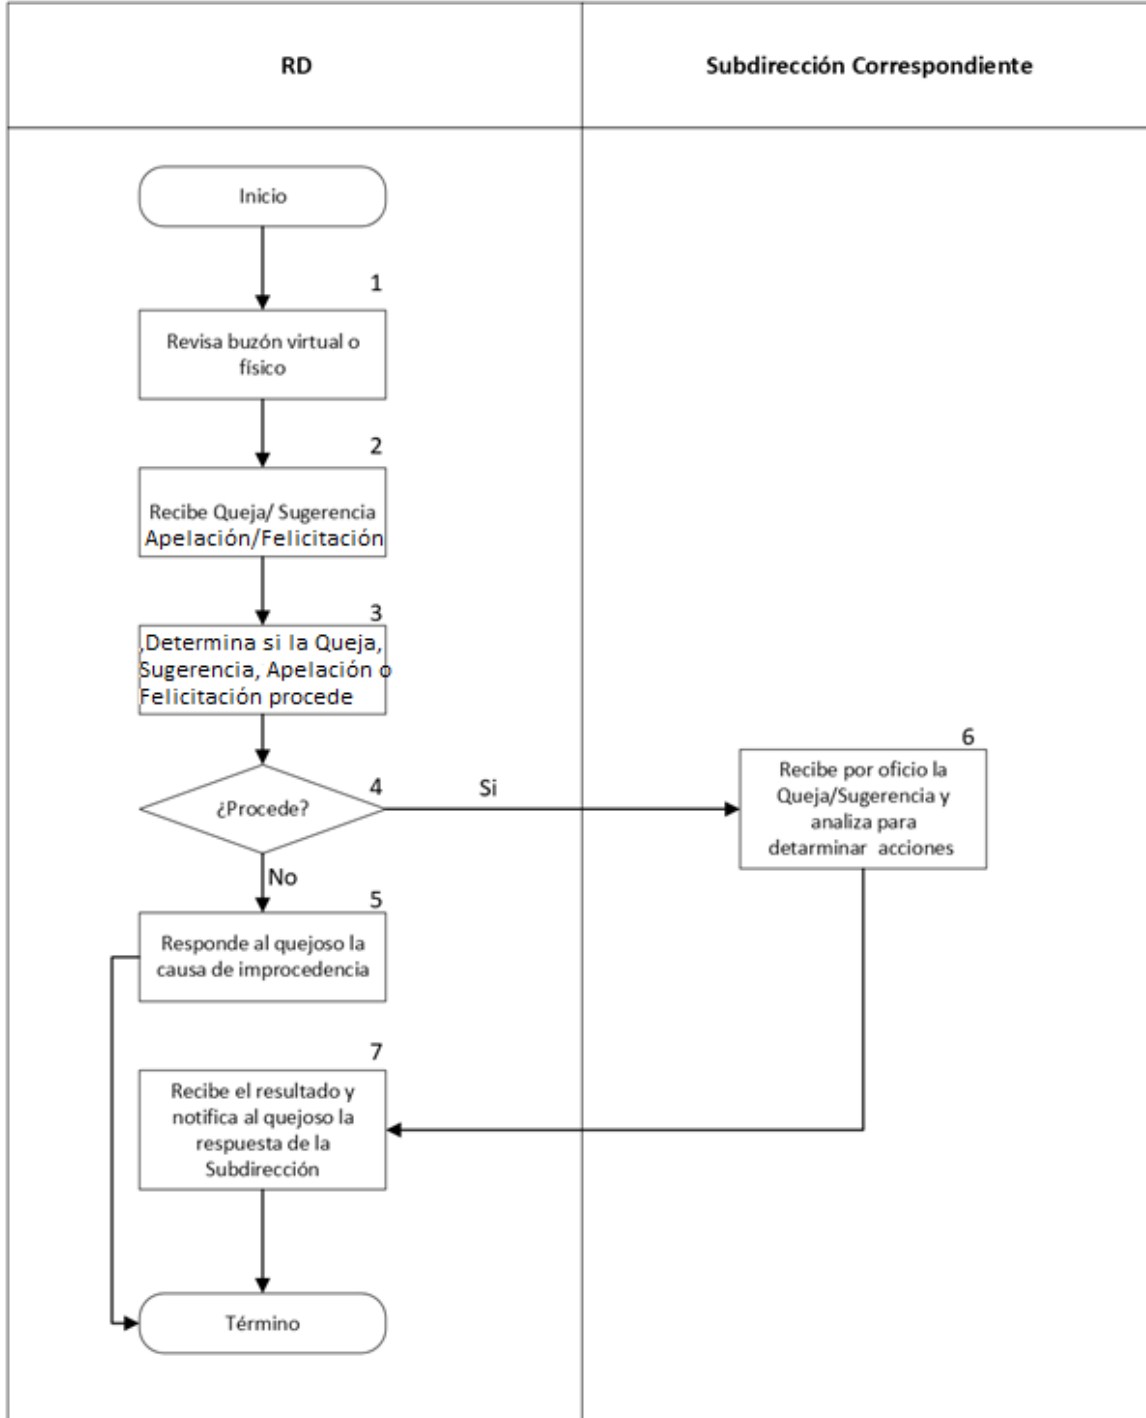 RD
Subdirección Correspondiente
Inicio
1
Revisa buzón virtual o
físico
2
Recibe Queja/ Sugerencia
Apelación/Felicitación
3
,Determina si la Queja,
Sugerencia, Apelación o
Felicitación procede
4
¿Procede?
Si
No
6
Recibe por oficio la
Queja/Sugerencia y
analiza para
detarminar acciones
5
Responde al quejoso la
causa de improcedencia
7
Recibe el resultado y
notifica al quejoso la
respuesta de la
Subdirección
Término